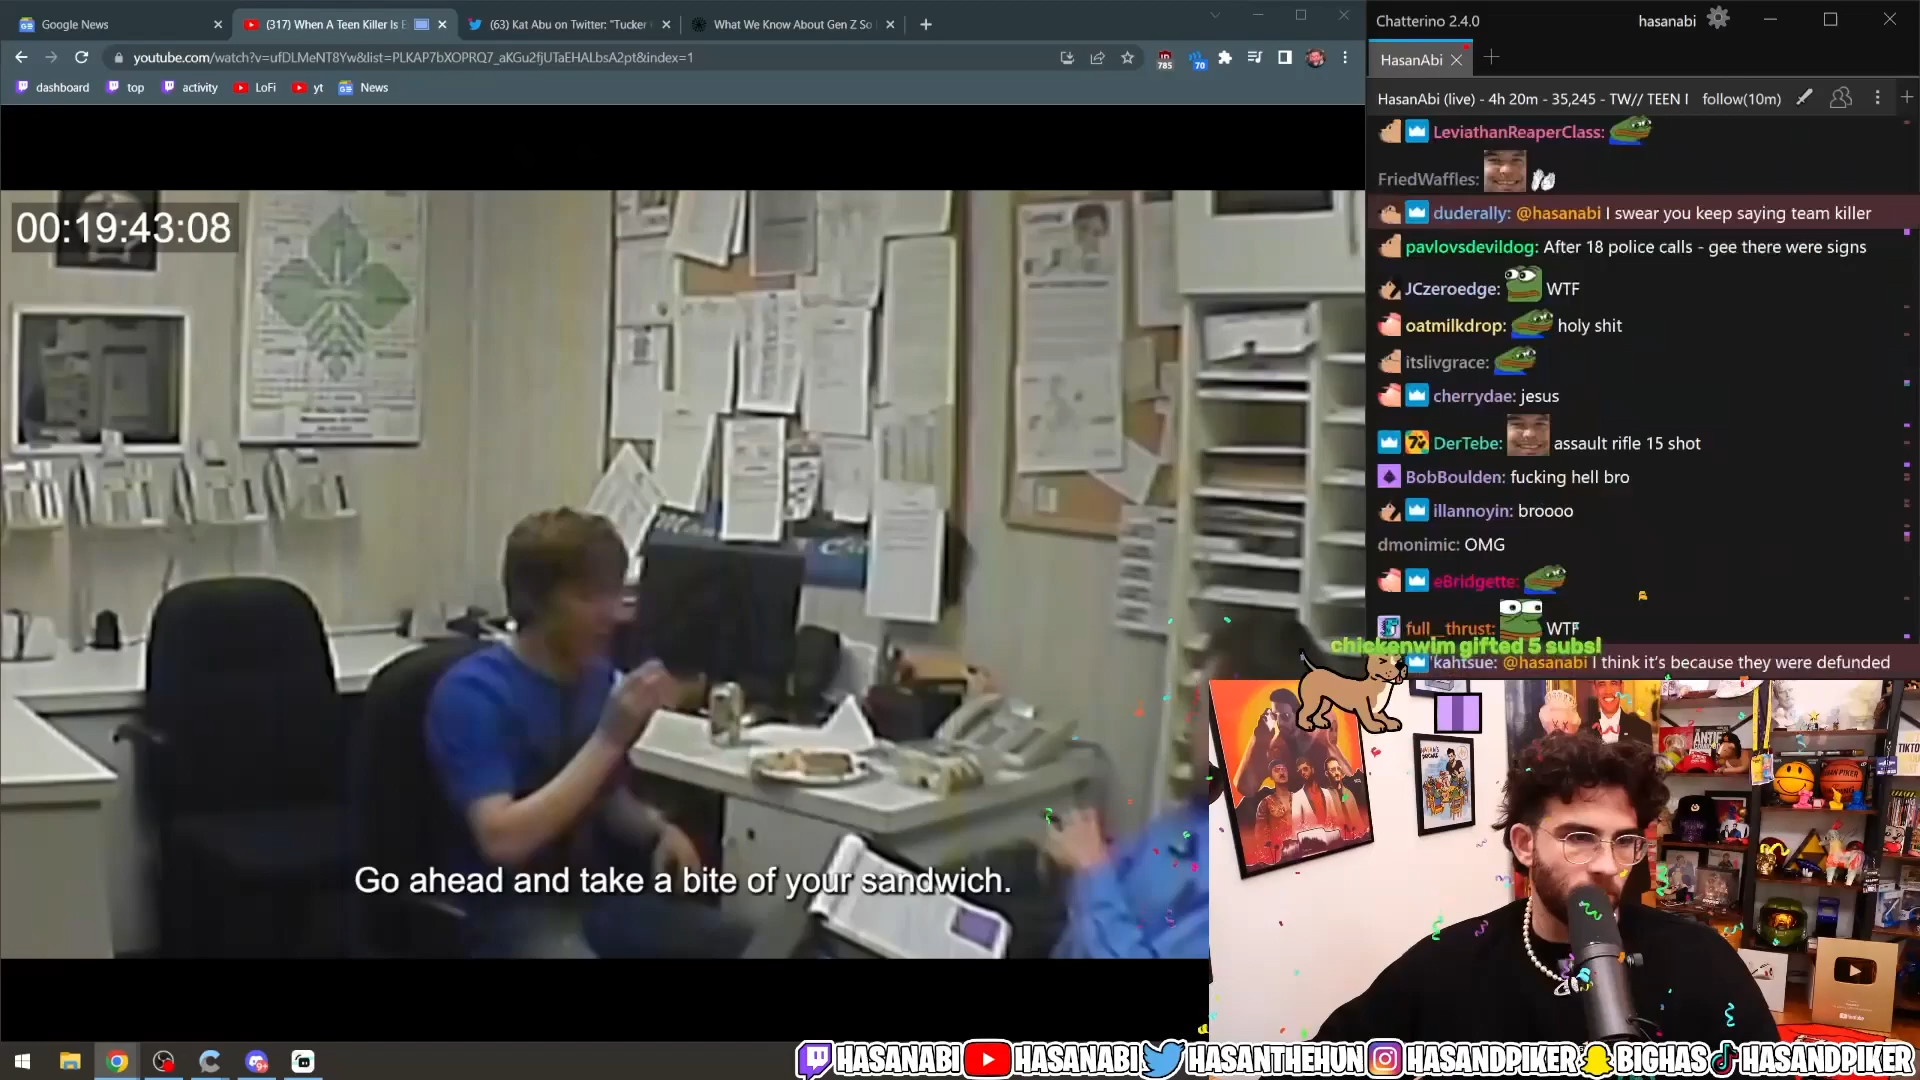 Google News
(317) When A Teen Killer Is B
(63) Kat Abu on Twitter: "Tucker
What We Know About Gen Z So
youtube.com/watch?v=ufDLMeNT8Yw&list=PLKAP7bXOPRQ7_aKGu2fjUTaEHALbsA2pt&index=1
785
70
dashboard
top
activity
LoFi
yt
News
00:19:43:08
Go ahead and take a bite of your sandwich.
Chatterino 2.4.0
hasanabi
HasanAbi
HasanAbi (live) - 4h 20m - 35,245 - TW// TEEN I
follow(10m)
LeviathanReaperClass:
FriedWaffles:
duderally: @hasanabi I swear you keep saying team killer
pavlovsdevildog: After 18 police calls - gee there were signs
JCzeroedge: WTF
oatmilkdrop: holy shit
itslivgrace:
cherrydae: jesus
DerTebe: assault rifle 15 shot
BobBoulden: fucking hell bro
illannoyin: broooo
dmonimic: OMG
eBridgette:
full_thrust: WTF
chickenwim gifted 5 subs!
kahtsue: @hasanabi I think it's because they were defunded
HASANABI
HASANABI
HASANTHEHUN
HASANDPIKER
BIGHAS
HASANDPIKER